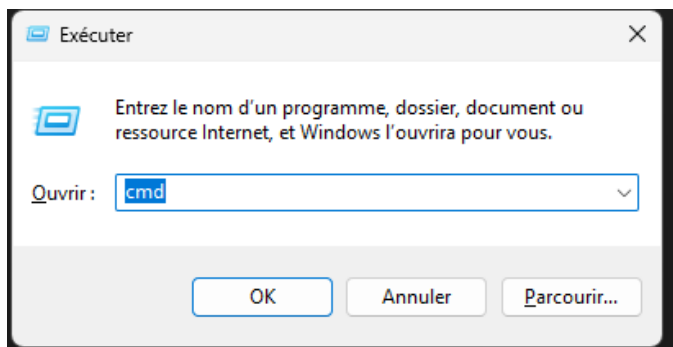 Exécuter
Entrez le nom d'un programme, dossier, document ou
ressource Internet, et Windows l'ouvrira pour vous.
Ouvrir : cmd
OK Annuler Parcourir...